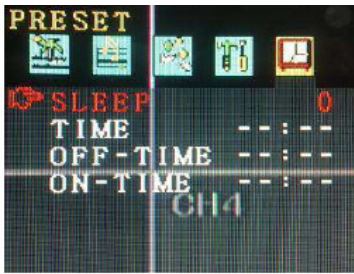 PRESET
SLEEP 0
TIME --:--
OFF-TIME --:--
ON-TIME --:--
CH4